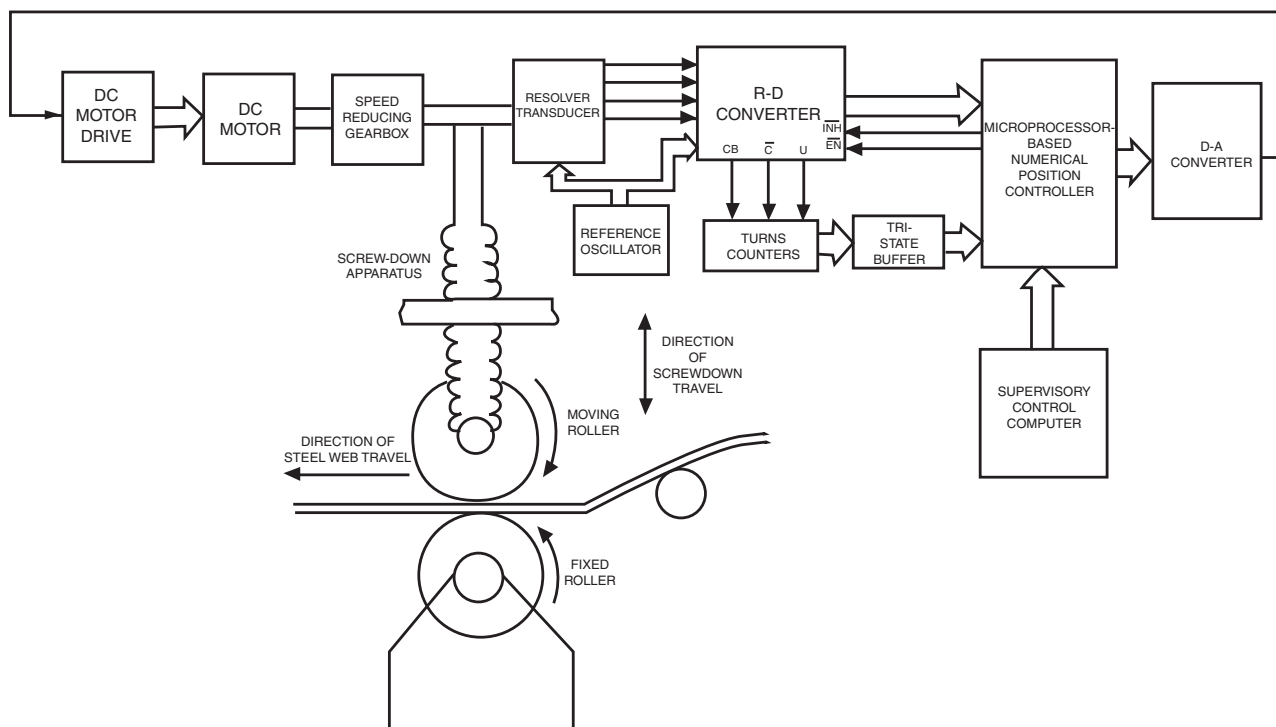 DC
MOTOR
DRIVE
DC
MOTOR
SPEED
REDUCING
GEARBOX
RESOLVER
TRANSDUCER
R-D
CONVERTER
INH
EN
CB
C
U
MICROPROCESSOR-
BASED
NUMERICAL
POSITION
CONTROLLER
D-A
CONVERTER
REFERENCE
OSCILLATOR
TURNS
COUNTERS
TRI-
STATE
BUFFER
SCREW-DOWN
APPARATUS
DIRECTION
OF
SCREWDOWN
TRAVEL
SUPERVISORY
CONTROL
COMPUTER
MOVING
ROLLER
DIRECTION OF
STEEL WEB TRAVEL
FIXED
ROLLER